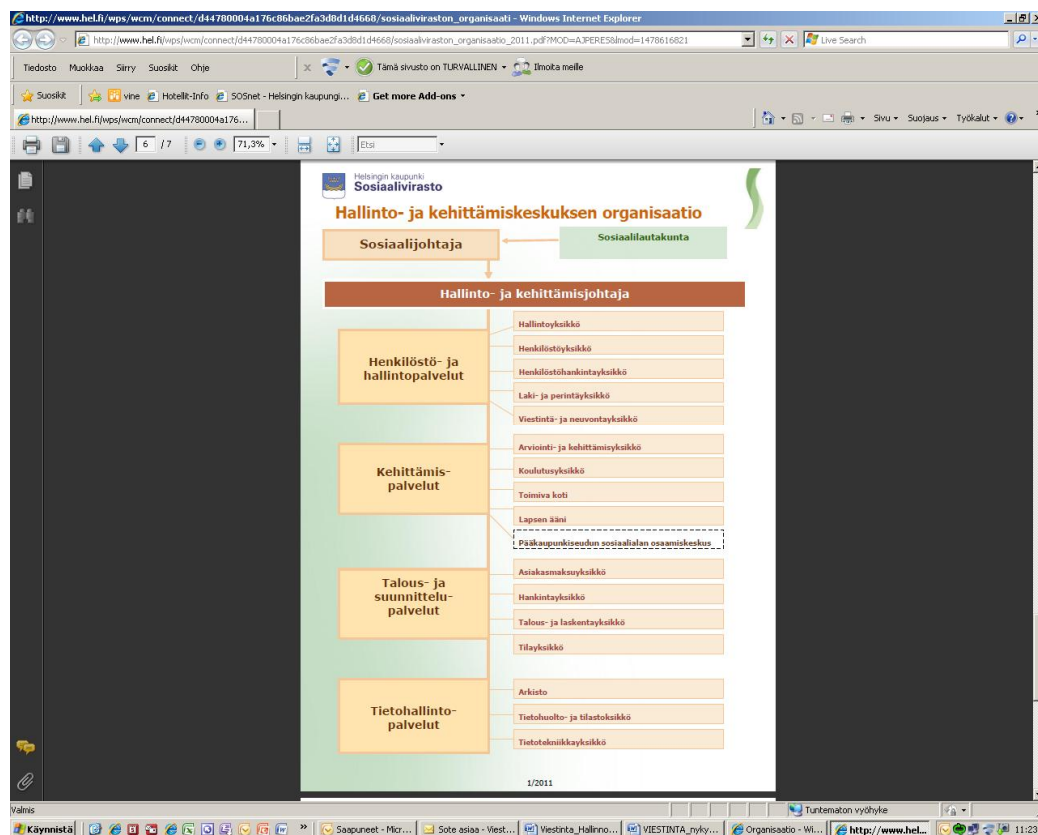 http://www.hel.fi/wps/wcm/connect/d44780004a176c86bae2fa3d8d1d4668/sosiaaliviraston_organisaati - Windows Internet Explorer
http://www.hel.fi/wps/wcm/connect/d44780004a176c86bae2fa3d8d1d4668/sosiaaliviraston_organisaatio_2011.pdf?MOD=AJPERES&lmod=1478616821
Live Search
Tiedosto Muokkaa Siirry Suosikit Ohje
Tämä sivusto on TURVALLINEN
Ilmoita meille
Suosikit vine Hotellit-Info SOSnet - Helsingin kaupungi... Get more Add-ons
http://www.hel.fi/wps/wcm/connect/d44780004a176...
Sivu Suojaus Työkalut
6 /7 71,3% Etsi
Helsingin kaupunki
Sosiaalivirasto
Hallinto- ja kehittämiskeskuksen organisaatio
Sosiaalijohtaja
Sosiaalilautakunta
Hallinto- ja kehittämisjohtaja
Henkilöstö- ja
hallintopalvelut
Hallintoyksikkö
Henkilöstöyksikkö
Henkilöstöhankintayksikkö
Laki- ja perintäyksikkö
Viestintä- ja neuvontayksikkö
Kehittämis-
palvelut
Arviointi- ja kehittämisyksikkö
Koulutusyksikkö
Toimiva koti
Lapsen ääni
Pääkaupunkiseudun sosiaalialan osaamiskeskus
Talous- ja
suunnittelu-
palvelut
Asiakasmaksuyksikkö
Hankintayksikkö
Talous- ja laskentayksikkö
Tilayksikkö
Tietohallinto-
palvelut
Arkisto
Tietohuolto- ja tilastoksikkö
Tietotekniikkayksikkö
1/2011
Valmis
Tuntematon vyöhyke
Käynnistä
Saapuneet - Micr...
Sote asiaa - Viest...
Viestinta_Hallinno...
VIESTINTA_nyky...
Organisaatio - Wi...
http://www.hel...
11:23